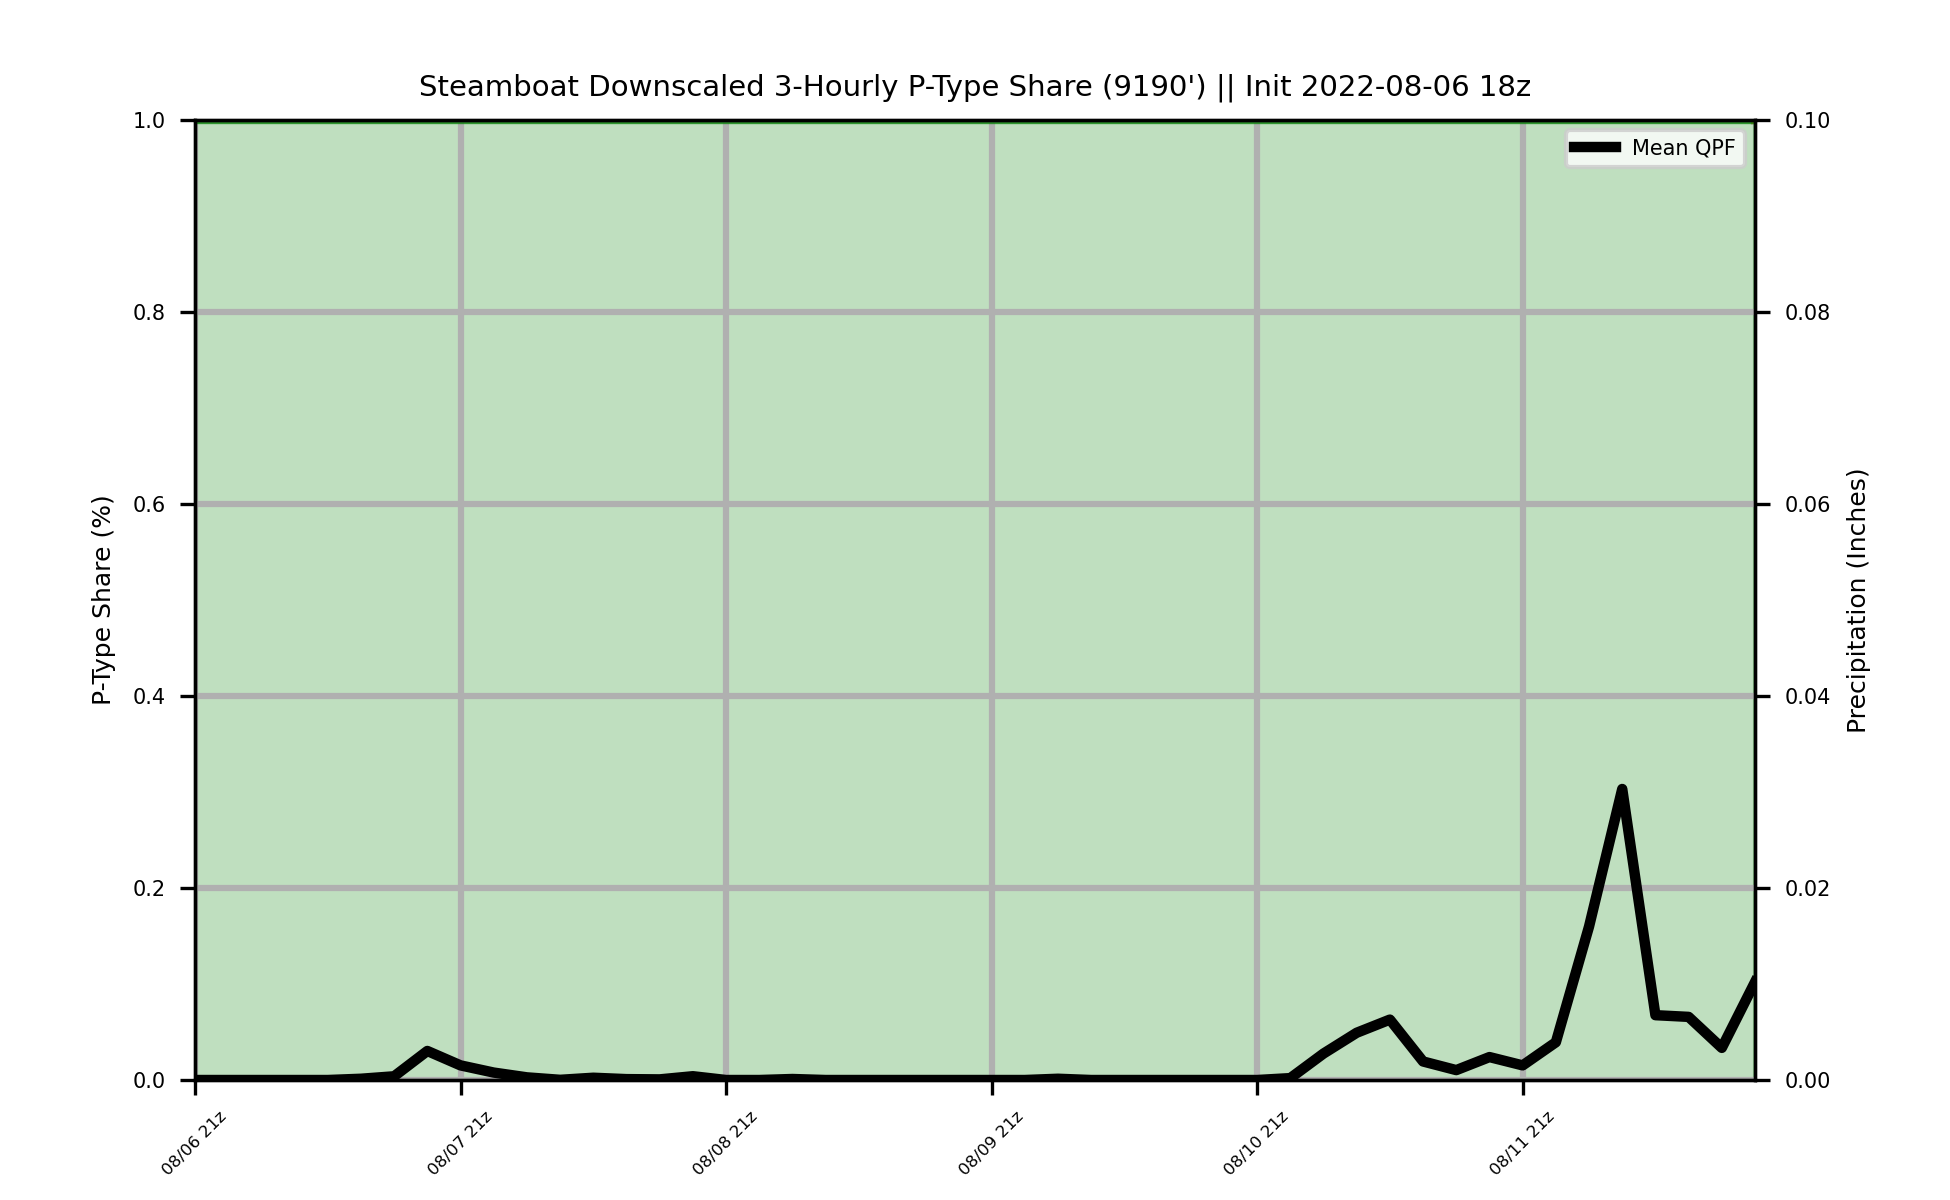 Steamboat Downscaled 3-Hourly P-Type Share (9190') || Init 2022-08-06 18z
Mean QPF
P-Type Share (%)
1.0
0.8
0.6
0.4
0.2
0.0
0.10
0.08
0.06
0.04
0.02
0.00
Precipitation (Inches)
08/06 21z
08/07 21z
08/08 21z
08/09 21z
08/10 21z
08/11 21z